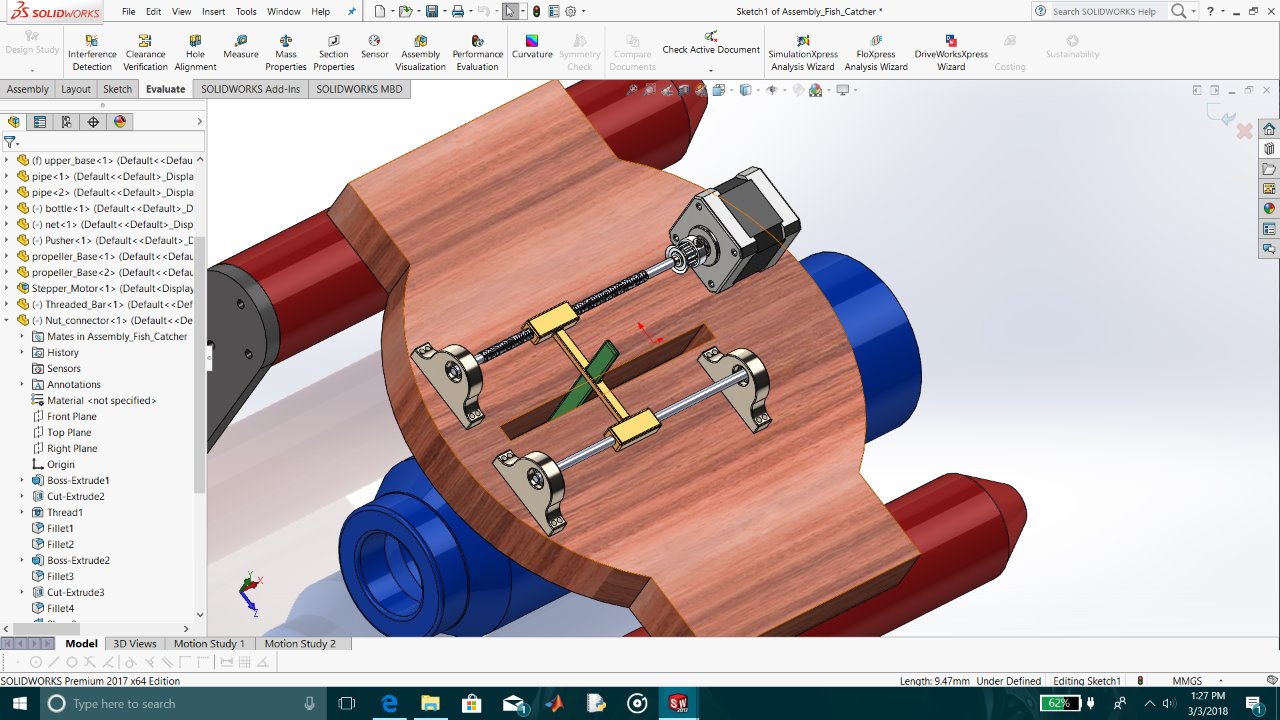 SOLIDWORKS File Edit View Insert Tools Window Help Sketch1 of Assembly_Fish_Catcher * Search SOLIDWORKS Help ?
Design Study Interference Detection Clearance Verification Hole Alignment Measure Mass Properties Section Properties Sensor Assembly Visualization Performance Evaluation Curvature Symmetry Check Compare Documents Check Active Document SimulationXpress Analysis Wizard FloXpress Analysis Wizard DriveWorksXpress Wizard Costing Sustainability
Assembly Layout Sketch Evaluate SOLIDWORKS Add-Ins SOLIDWORKS MBD
(f) upper_base<1> (Default<<Defau
pipe<1> (Default<<Default>_Displa
pipe<2> (Default<<Default>_Displa
(-) bottle<1> (Default<<Default>_D
(-) net<1> (Default<<Default>_Disp
(-) Pusher<1> (Default<<Default>_D
propeller_Base<1> (Default<<Defau
propeller_Base<2> (Default<<Defau
Stepper_Motor<1> (Default<Display
(-) Threaded_Bar<1> (Default<<Def
(-) Nut_connector<1> (Default<<De
Mates in Assembly_Fish_Catcher
History
Sensors
Annotations
Material <not specified>
Front Plane
Top Plane
Right Plane
Origin
Boss-Extrude1
Cut-Extrude2
Thread1
Fillet1
Fillet2
Boss-Extrude2
Fillet3
Cut-Extrude3
Fillet4
Y X Z
Model 3D Views Motion Study 1 Motion Study 2
SOLIDWORKS Premium 2017 x64 Edition Length: 9.47mm Under Defined Editing Sketch1 MMGS
Type here to search 62% 1:27 PM
3/3/2018